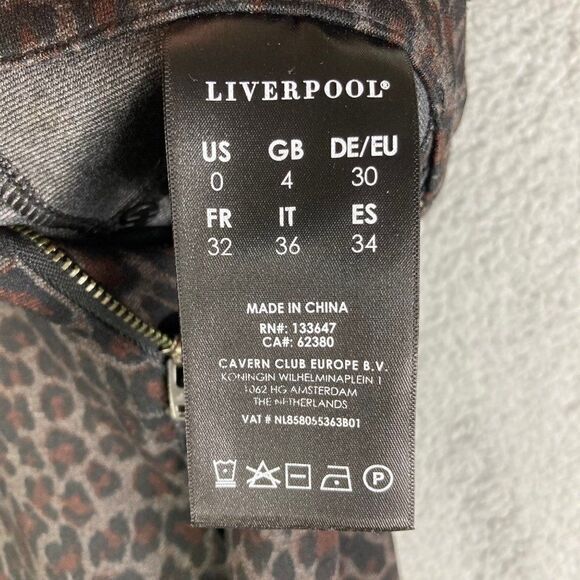 LIVERPOOL®
US GB DE/EU
0 4 30
FR IT ES
32 36 34
MADE IN CHINA
RN#: 133647
CA#: 62380
CAVERN CLUB EUROPE B.V.
KONINGIN WILHELMINAPLEIN 1
1062 HG AMSTERDAM
THE NETHERLANDS
VAT # NL858055363B01
P